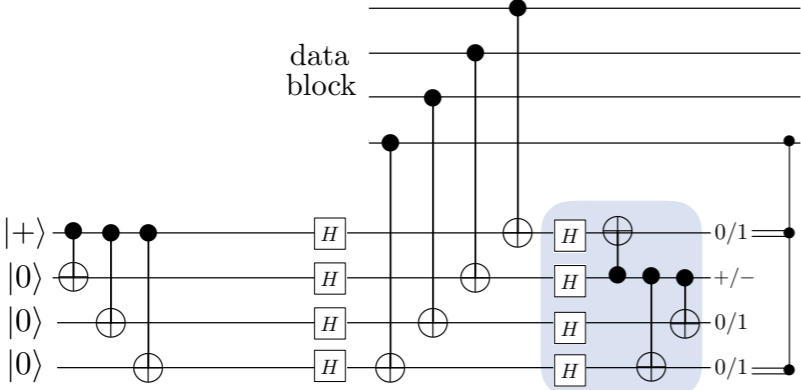 data
block
|+⟩ H H 0/1
|0⟩ H H +/−
|0⟩ H H 0/1
|0⟩ H H 0/1